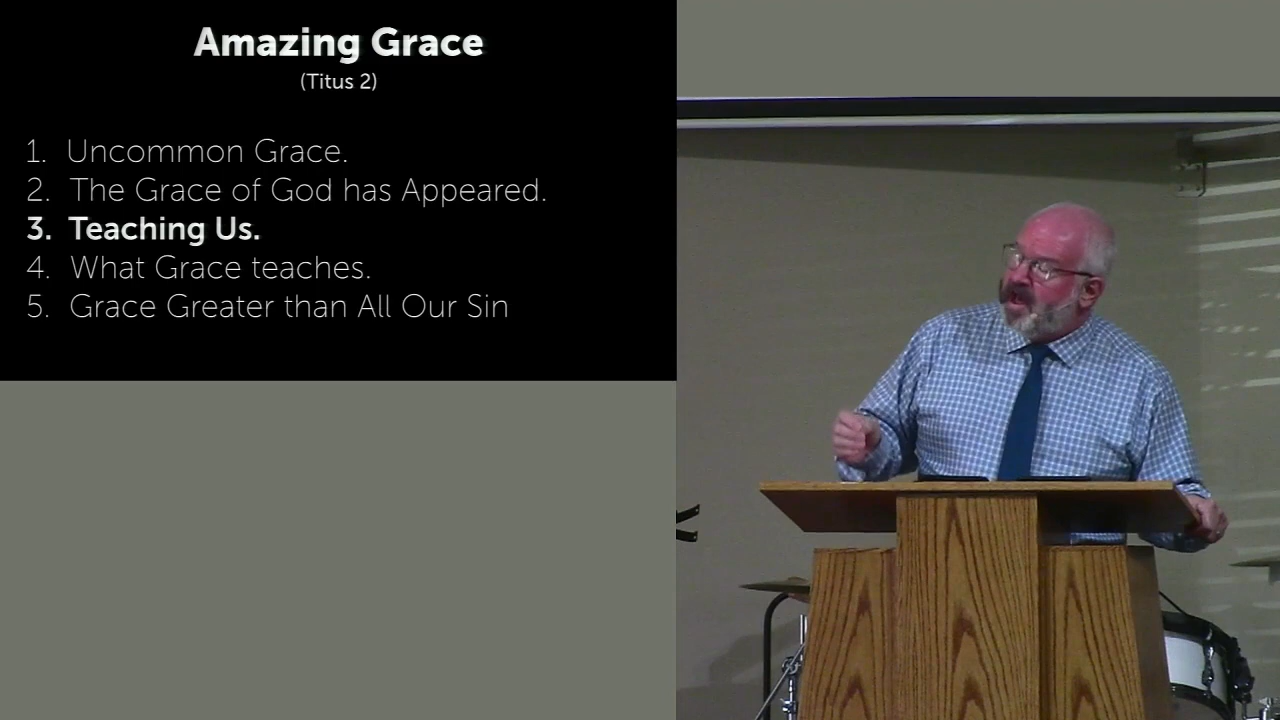 Amazing Grace
(Titus 2)
1. Uncommon Grace.
2. The Grace of God has Appeared.
3. Teaching Us.
4. What Grace teaches.
5. Grace Greater than All Our Sin